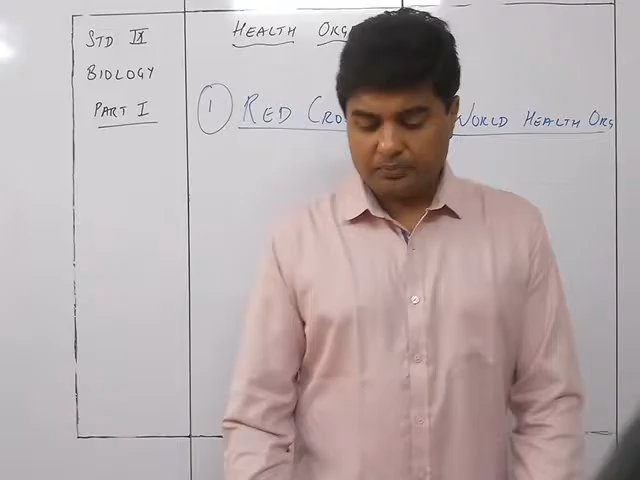 STD IX
BIOLOGY
PART I
HEALTH ORG
1 RED CRO WORLD HEALTH ORG